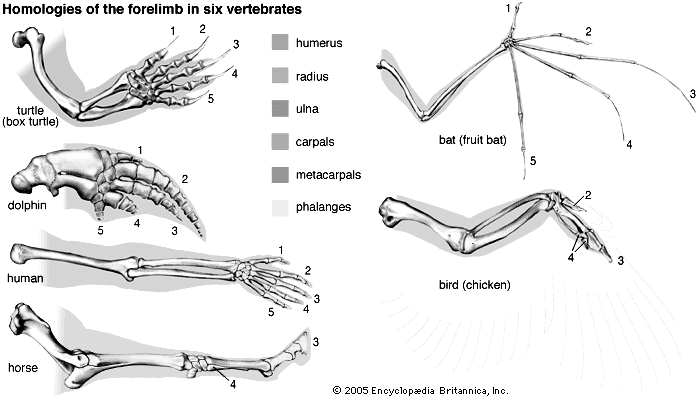 Homologies of the forelimb in six vertebrates
1
2
3
4
5
turtle
(box turtle)
humerus
radius
ulna
carpals
metacarpals
phalanges
1
2
3
4
5
bat (fruit bat)
1
2
3
4
5
dolphin
2
3
4
bird (chicken)
1
2
3
4
5
human
3
4
horse
© 2005 Encyclopædia Britannica, Inc.